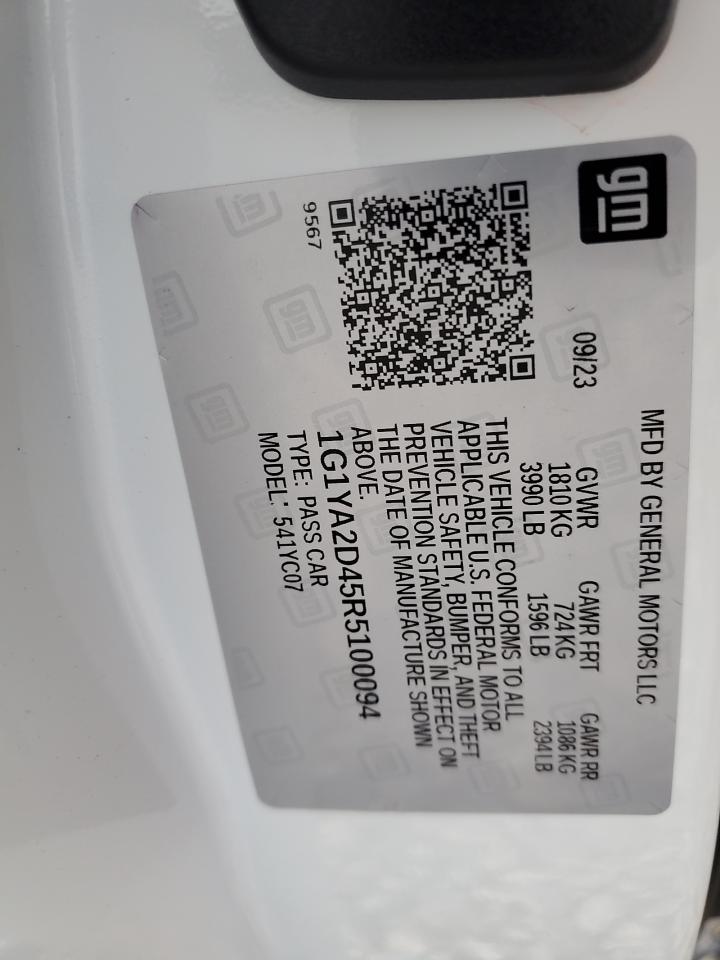 gm
MFD BY GENERAL MOTORS LLC
09/23
GVWR GAWR FRT GAWR RR
1810 KG 724 KG 1086 KG
3990 LB 1596 LB 2394 LB
THIS VEHICLE CONFORMS TO ALL
APPLICABLE U.S. FEDERAL MOTOR
VEHICLE SAFETY, BUMPER, AND THEFT
PREVENTION STANDARDS IN EFFECT ON
THE DATE OF MANUFACTURE SHOWN
ABOVE.
1G1YA2D45R5100094
TYPE: PASS CAR
MODEL: 541YC07
9567